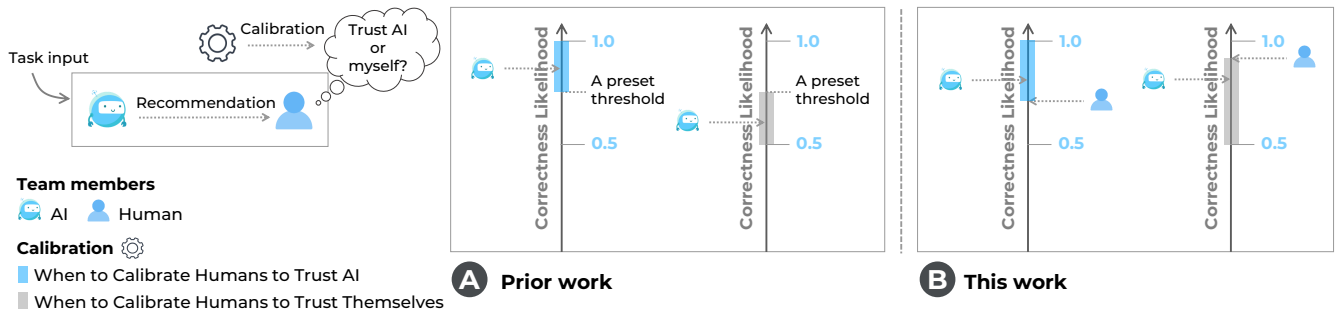 Task input
Calibration
Trust AI
or
myself?
Recommendation
Team members
AI
Human
Calibration
When to Calibrate Humans to Trust AI
When to Calibrate Humans to Trust Themselves
Correctness Likelihood
1.0
A preset
threshold
0.5
Correctness Likelihood
1.0
A preset
threshold
0.5
A Prior work
Correctness Likelihood
1.0
0.5
Correctness Likelihood
1.0
0.5
B This work